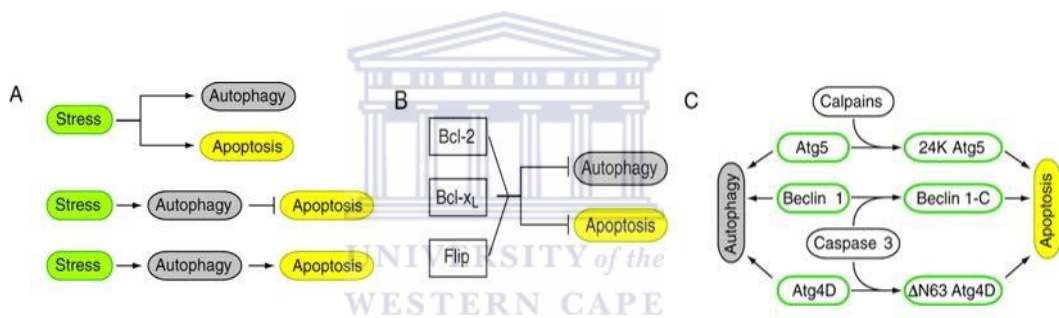 A
Stress
Autophagy
Apoptosis
Stress
Autophagy
Apoptosis
Stress
Autophagy
Apoptosis
B
Bcl-2
Bcl-xL
Flip
Autophagy
Apoptosis
C
Calpains
Atg5
24K Atg5
Beclin 1
Beclin 1-C
Caspase 3
Atg4D
ΔN63 Atg4D
Autophagy
Apoptosis
UNIVERSITY of the
WESTERN CAPE